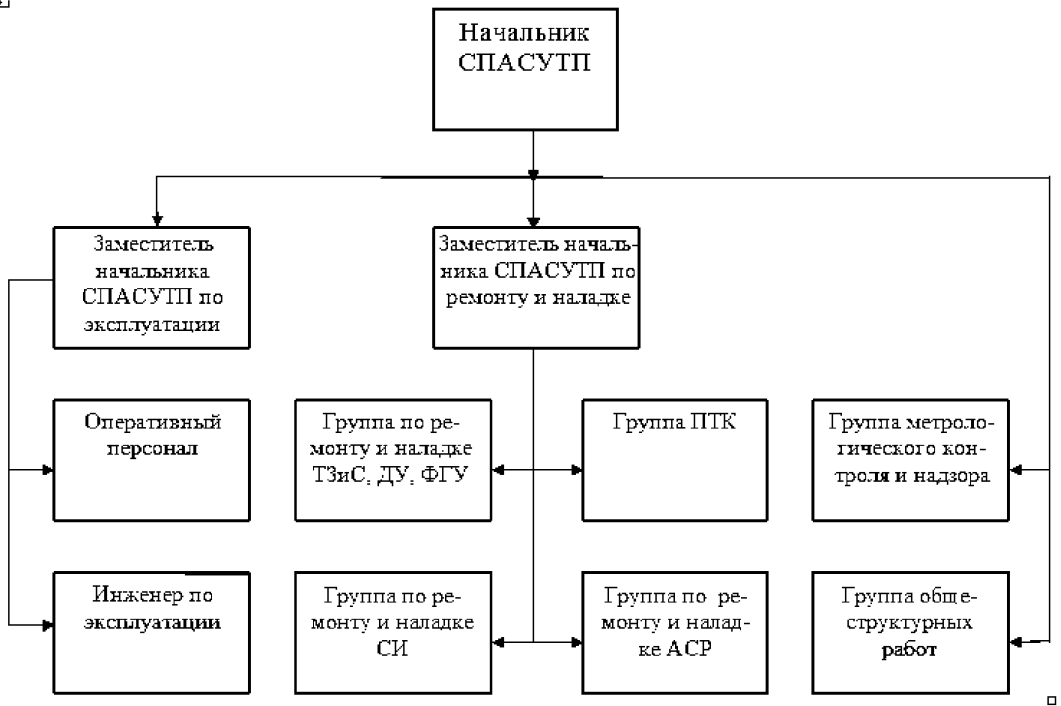 Начальник
СПАСУТП
Заместитель
начальника
СПАСУТП по
эксплуатации
Заместитель началь-
ника СПАСУТП по
ремонту и наладке
Оперативный
персонал
Группа по ре-
монту и наладке
ТЗиС, ДУ, ФГУ
Группа ПТК
Группа метроло-
гического кон-
троля и надзора
Инженер по
эксплуатации
Группа по ре-
монту и наладке
СИ
Группа по ре-
монту и налад-
ке АСР
Группа обще-
структурных
работ